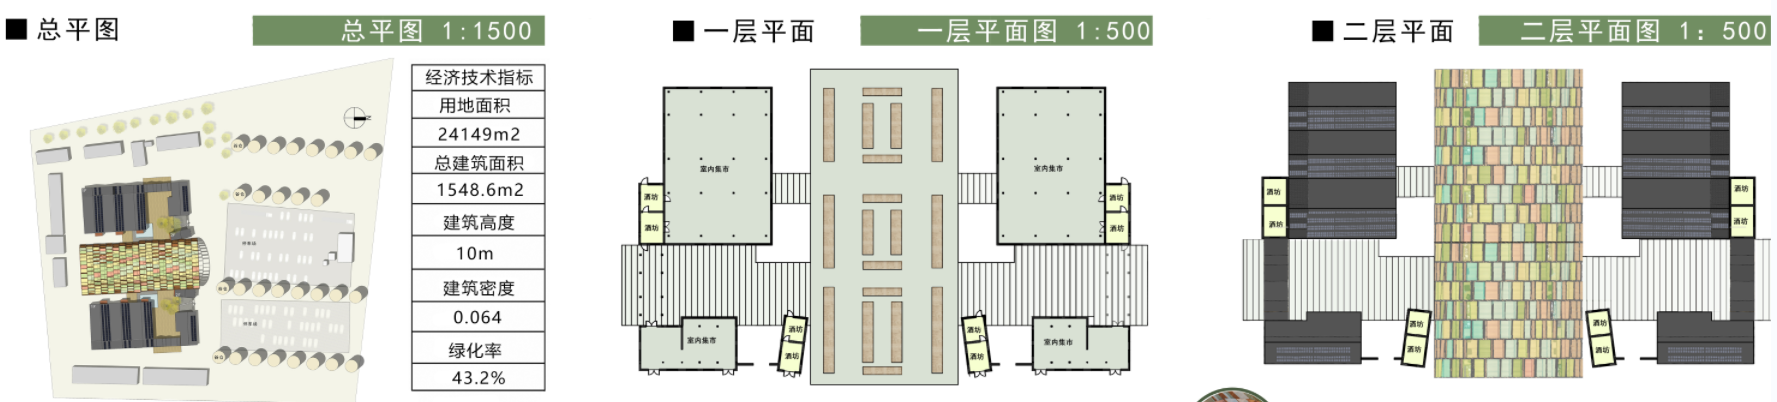 ■ 总平图
总平图 1:1500
经济技术指标
用地面积
24149m2
总建筑面积
1548.6m2
建筑高度
10m
建筑密度
0.064
绿化率
43.2%
N
■ 一层平面
一层平面图 1:500
室内集市
室内集市
酒坊
酒坊
酒坊
酒坊
室内集市
酒坊
酒坊
酒坊
酒坊
室内集市
■ 二层平面
二层平面图 1：500
酒坊
酒坊
酒坊
酒坊
酒坊
酒坊
酒坊
酒坊